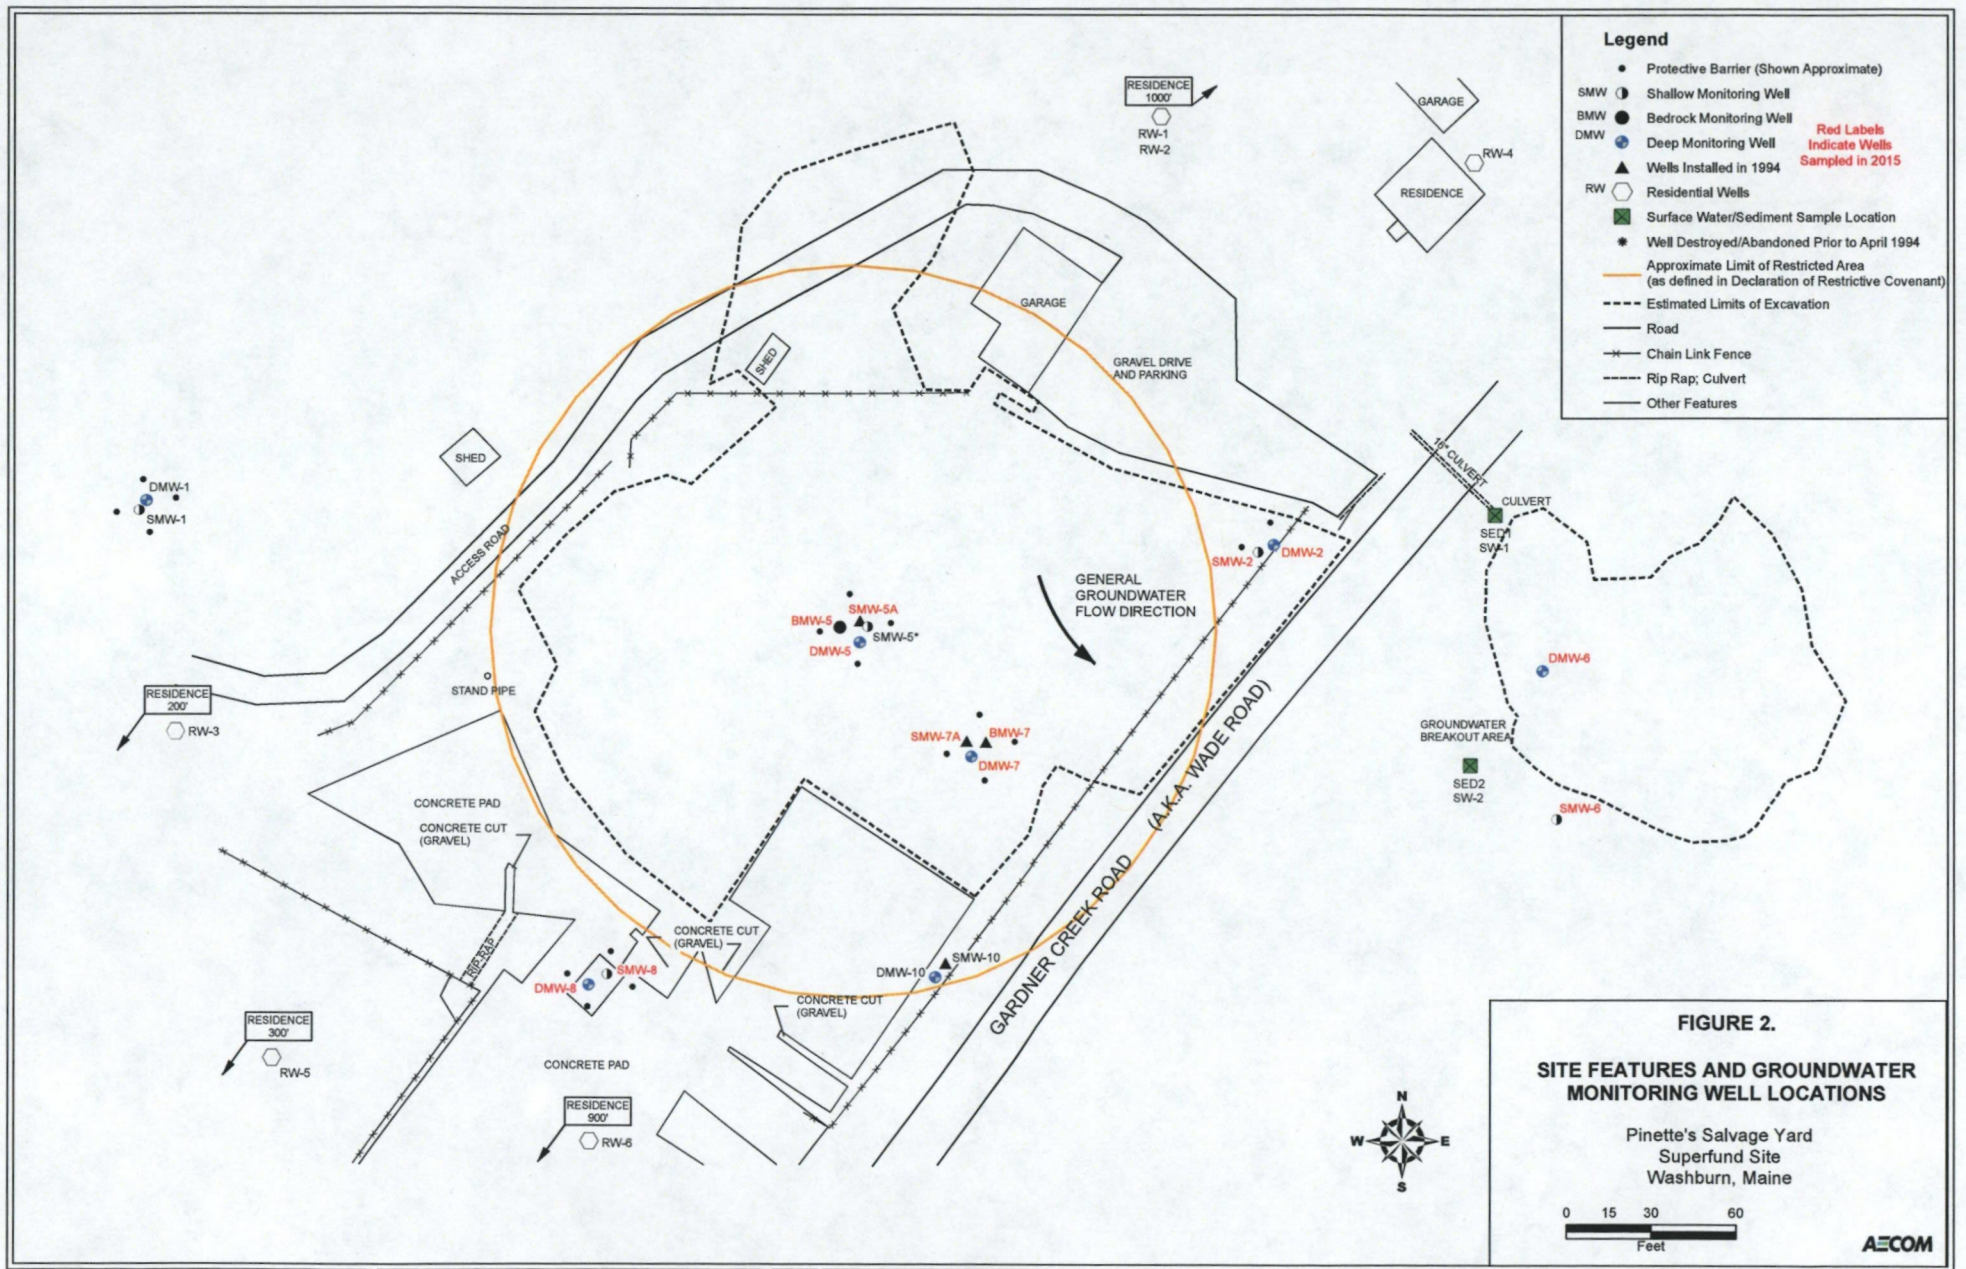 Legend
Protective Barrier (Shown Approximate)
SMW Shallow Monitoring Well
BMW Bedrock Monitoring Well
DMW Deep Monitoring Well
Red Labels
Indicate Wells
Sampled in 2015
Wells Installed in 1994
RW Residential Wells
Surface Water/Sediment Sample Location
Well Destroyed/Abandoned Prior to April 1994
Approximate Limit of Restricted Area
(as defined in Declaration of Restrictive Covenant)
Estimated Limits of Excavation
Road
Chain Link Fence
Rip Rap; Culvert
Other Features
RESIDENCE
1000'
RW-1
RW-2
GARAGE
RW-4
RESIDENCE
GARAGE
SHED
GRAVEL DRIVE
AND PARKING
SHED
DMW-1
SMW-1
ACCESS ROAD
18" CULVERT
CULVERT
SED1
SW-1
SMW-2
DMW-2
GENERAL
GROUNDWATER
FLOW DIRECTION
SMW-5A
BMW-5
SMW-5*
DMW-5
DMW-6
STAND PIPE
RESIDENCE
200'
RW-3
SMW-7A
BMW-7
DMW-7
GROUNDWATER
BREAKOUT AREA
SED2
SW-2
SMW-6
GARDNER CREEK ROAD (A.K.A. WADE ROAD)
CONCRETE PAD
CONCRETE CUT
(GRAVEL)
RIP-RAP
CONCRETE CUT
(GRAVEL)
SMW-8
DMW-8
SMW-10
DMW-10
CONCRETE CUT
(GRAVEL)
RESIDENCE
300'
RW-5
CONCRETE PAD
RESIDENCE
900'
RW-6
N
W E
S
FIGURE 2.
SITE FEATURES AND GROUNDWATER
MONITORING WELL LOCATIONS
Pinette's Salvage Yard
Superfund Site
Washburn, Maine
0 15 30 60
Feet
AECOM